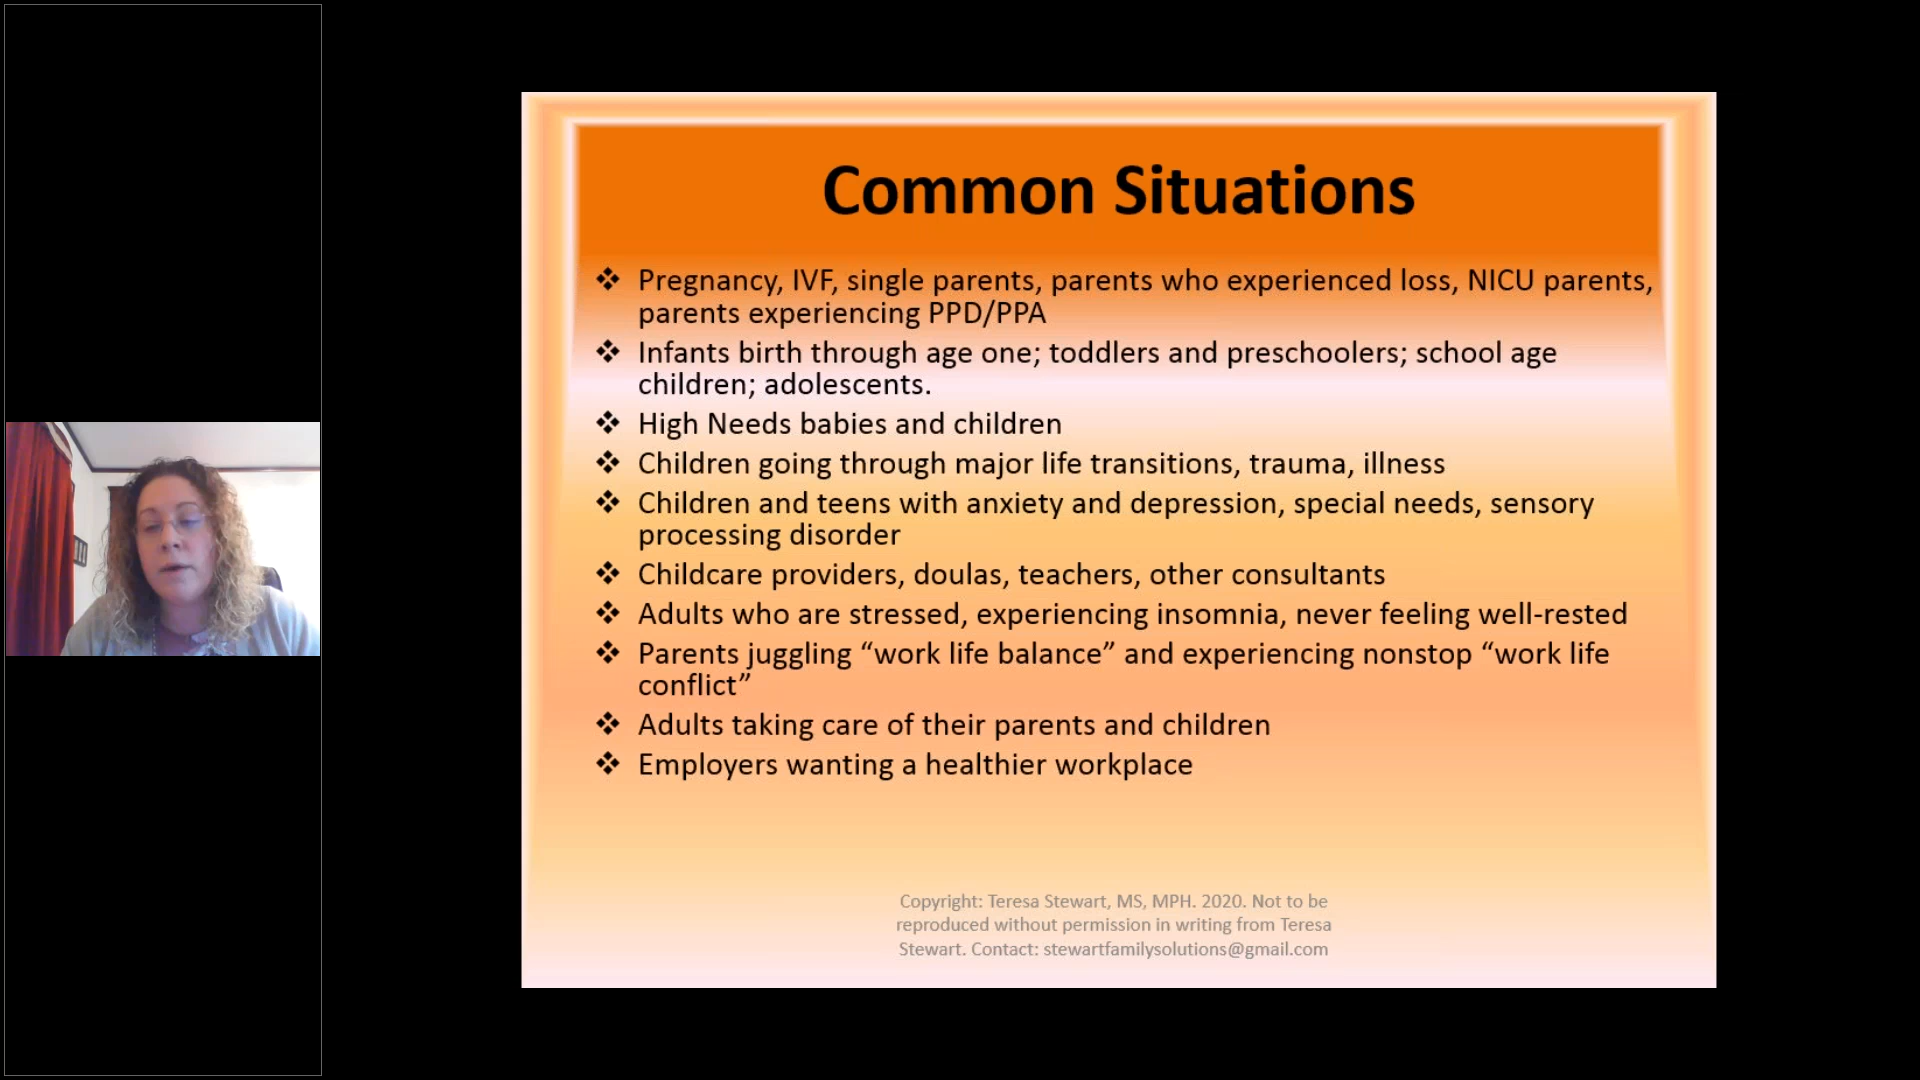 Common Situations
❖ Pregnancy, IVF, single parents, parents who experienced loss, NICU parents,
parents experiencing PPD/PPA
❖ Infants birth through age one; toddlers and preschoolers; school age
children; adolescents.
❖ High Needs babies and children
❖ Children going through major life transitions, trauma, illness
❖ Children and teens with anxiety and depression, special needs, sensory
processing disorder
❖ Childcare providers, doulas, teachers, other consultants
❖ Adults who are stressed, experiencing insomnia, never feeling well-rested
❖ Parents juggling “work life balance” and experiencing nonstop “work life
conflict”
❖ Adults taking care of their parents and children
❖ Employers wanting a healthier workplace
Copyright: Teresa Stewart, MS, MPH. 2020. Not to be
reproduced without permission in writing from Teresa
Stewart. Contact: stewartfamilysolutions@gmail.com